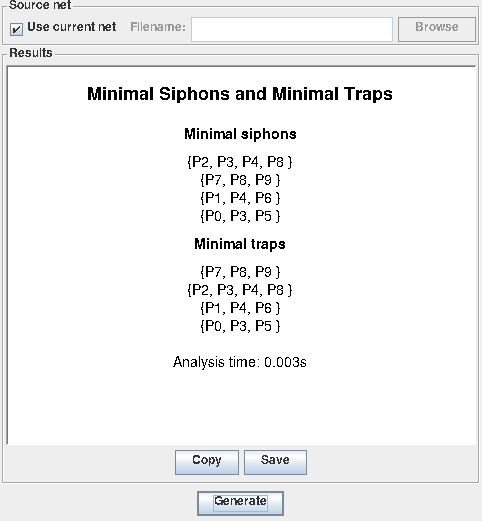 Source net
Use current net Filename: Browse
Results
Minimal Siphons and Minimal Traps
Minimal siphons
{P2, P3, P4, P8 }
{P7, P8, P9 }
{P1, P4, P6 }
{P0, P3, P5 }
Minimal traps
{P7, P8, P9 }
{P2, P3, P4, P8 }
{P1, P4, P6 }
{P0, P3, P5 }
Analysis time: 0.003s
Copy Save
Generate